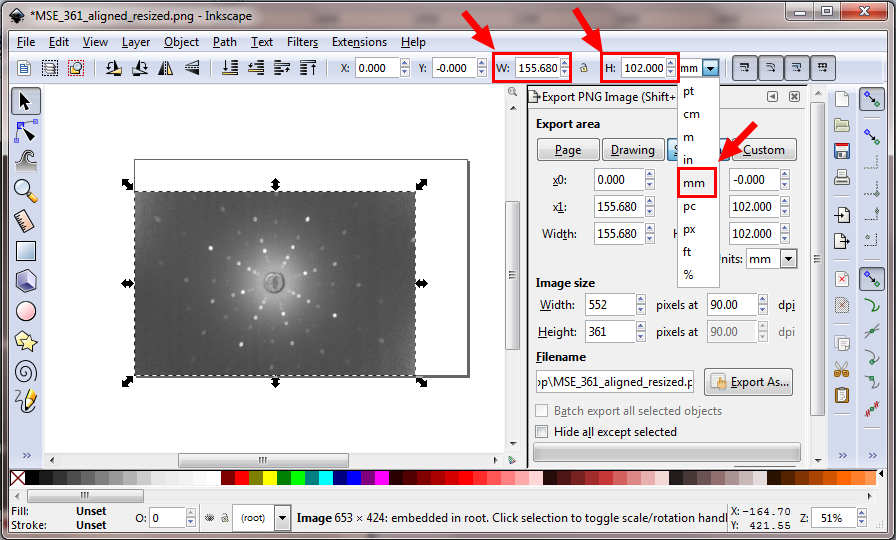 *MSE_361_aligned_resized.png - Inkscape
File Edit View Layer Object Path Text Filters Extensions Help
X: 0.000 Y: -0.000 W: 155.680 H: 102.000 mm
pt
cm
m
in
mm
pc
px
ft
%
Export PNG Image (Shift+
Export area
Page Drawing Custom
x0: 0.000 -0.000
x1: 155.680 102.000
Width: 155.680 102.000
Units: mm
Image size
Width: 552 pixels at 90.00 dpi
Height: 361 pixels at 90.00 dpi
Filename
op\MSE_361_aligned_resized.p Export As...
Batch export all selected objects
Hide all except selected
Fill: Unset
Stroke: Unset
O: 0 (root) Image 653 × 424: embedded in root. Click selection to toggle scale/rotation handl
X: -164.70
Y: 421.55
Z: 51%